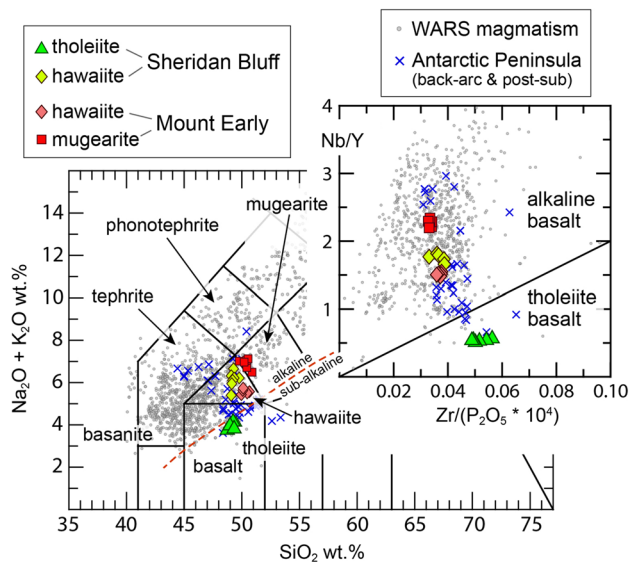 tholeiite
hawaiite
Sheridan Bluff
hawaiite
mugearite
Mount Early
WARS magmatism
Antarctic Peninsula
(back-arc & post-sub)
4
3
2
1
0
Nb/Y
alkaline
basalt
tholeiite
basalt
0.02 0.04 0.06 0.08 0.10
Zr/(P₂O₅ * 10⁴)
14
12
10
8
6
4
2
Na₂O + K₂O wt.%
mugearite
phonotephrite
tephrite
alkaline
sub-alkaline
hawaiite
basanite
basalt
tholeiite
35 40 45 50 55 60 65 70 75
SiO₂ wt.%